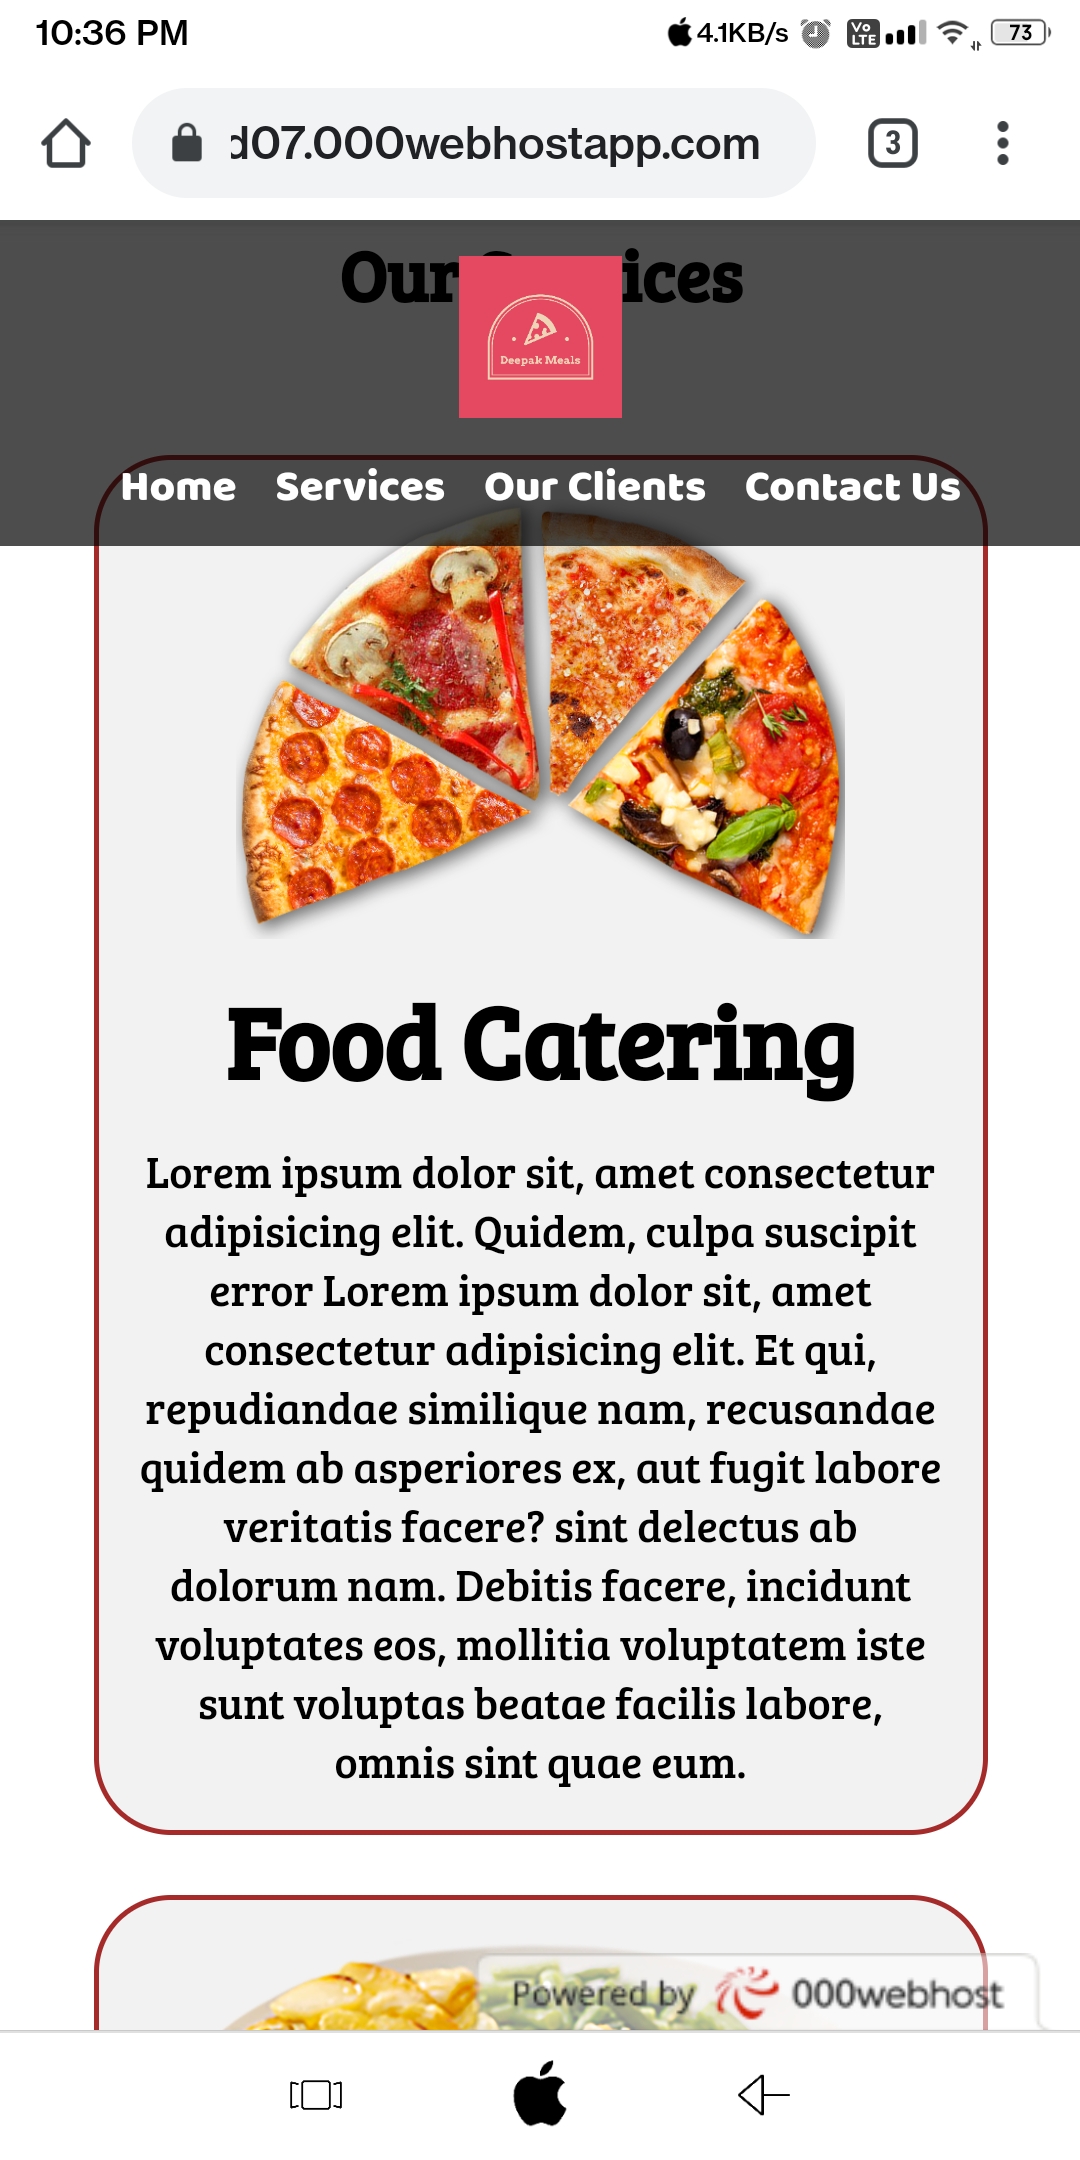 10:36 PM
4.1KB/s
Vo
LTE
73
d07.000webhostapp.com
3
Our
ices
Deepak Meals
Home Services Our Clients Contact Us
Food Catering
Lorem ipsum dolor sit, amet consectetur
adipisicing elit. Quidem, culpa suscipit
error Lorem ipsum dolor sit, amet
consectetur adipisicing elit. Et qui,
repudiandae similique nam, recusandae
quidem ab asperiores ex, aut fugit labore
veritatis facere? sint delectus ab
dolorum nam. Debitis facere, incidunt
voluptates eos, mollitia voluptatem iste
sunt voluptas beatae facilis labore,
omnis sint quae eum.
Powered by 000webhost